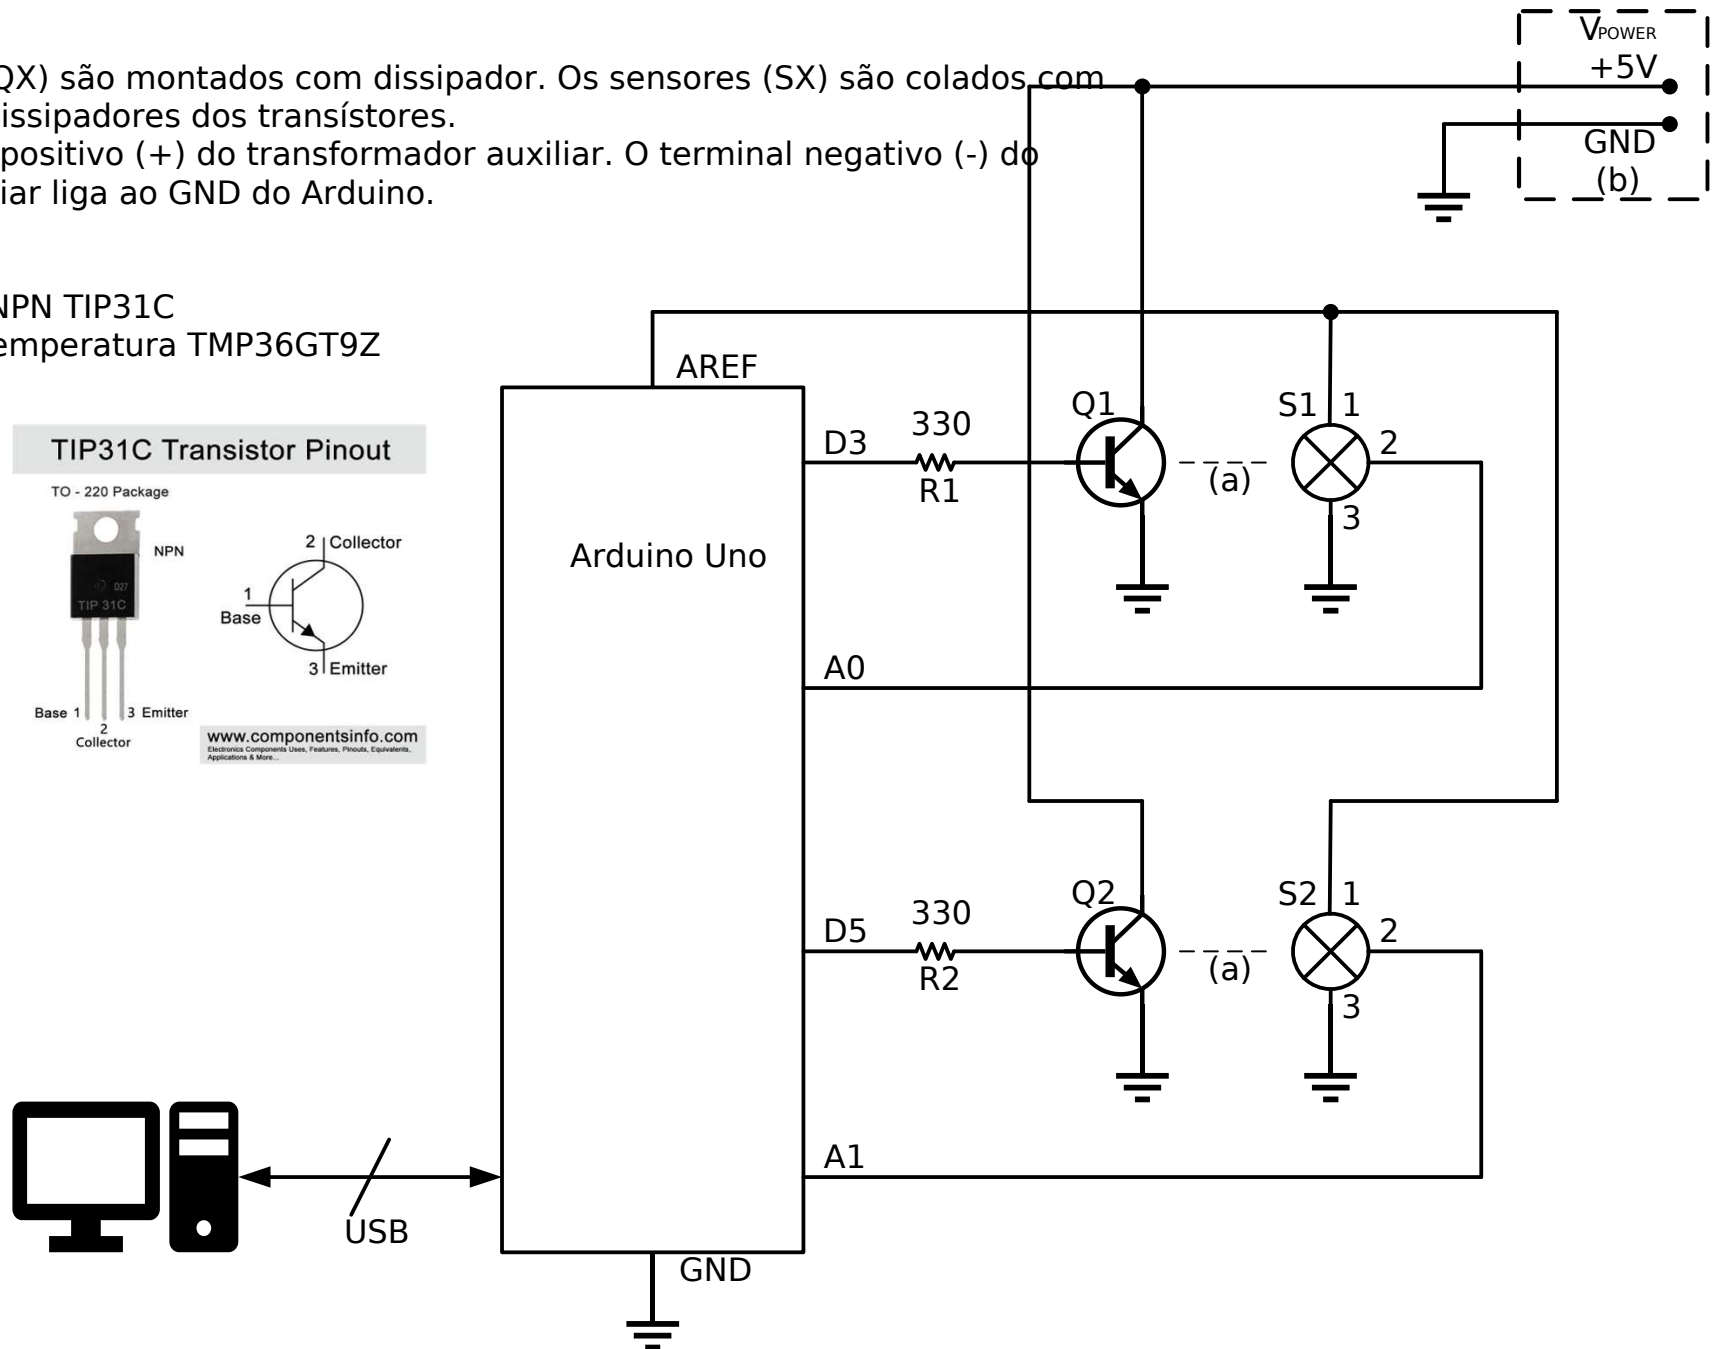 QX) são montados com dissipador. Os sensores (SX) são colados com
issipadores dos transístores.
positivo (+) do transformador auxiliar. O terminal negativo (-) do
iar liga ao GND do Arduino.
VPOWER
+5V
GND
(b)
NPN TIP31C
emperatura TMP36GT9Z
AREF
TIP31C Transistor Pinout
TO - 220 Package
NPN
D27
TIP 31C
2 Collector
1
Base
3 Emitter
Base 1
3 Emitter
2
Collector
www.componentsinfo.com
Electronics Components Uses, Features, Pinouts, Equivalents,
Applications & More...
Arduino Uno
D3
330
R1
Q1
(a)
S1 1
2
3
A0
D5
330
R2
Q2
(a)
S2 1
2
3
A1
USB
GND